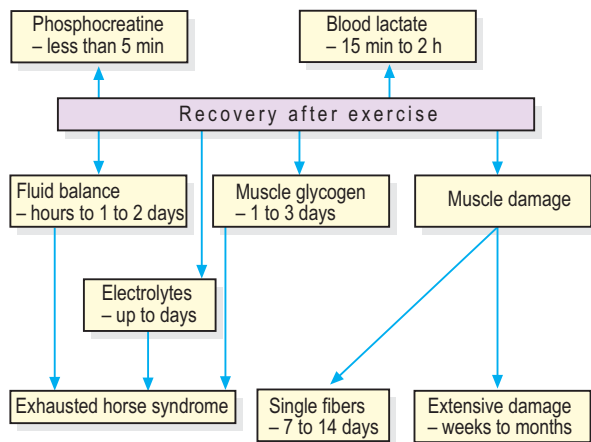 Phosphocreatine
– less than 5 min
Blood lactate
– 15 min to 2 h
Recovery after exercise
Fluid balance
– hours to 1 to 2 days
Muscle glycogen
– 1 to 3 days
Muscle damage
Electrolytes
– up to days
Exhausted horse syndrome
Single fibers
– 7 to 14 days
Extensive damage
– weeks to months